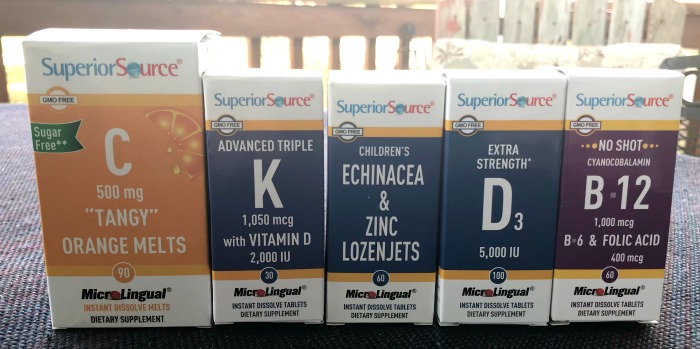 SuperiorSource®
GMO FREE
Sugar
Free**
C
500 mg
"TANGY"
ORANGE MELTS
90
MicroLingual®
INSTANT DISSOLVE MELTS
DIETARY SUPPLEMENT
SuperiorSource®
GMO FREE
ADVANCED TRIPLE
K
1,050 mcg
with VITAMIN D
2,000 IU
30
MicroLingual®
INSTANT DISSOLVE TABLETS
DIETARY SUPPLEMENT
SuperiorSource®
GMO FREE
CHILDREN'S
ECHINACEA
&
ZINC
LOZENJETS
60
MicroLingual®
INSTANT DISSOLVE TABLETS
DIETARY SUPPLEMENT
SuperiorSource®
GMO FREE
EXTRA
STRENGTH*
D3
5,000 IU
100
MicroLingual®
INSTANT DISSOLVE TABLETS
DIETARY SUPPLEMENT
SuperiorSource®
GMO FREE
NO SHOT
CYANOCOBALAMIN
B-12
1,000 mcg
B-6 & FOLIC ACID
400 mcg
60
MicroLingual®
INSTANT DISSOLVE TABLETS
DIETARY SUPPLEMENT